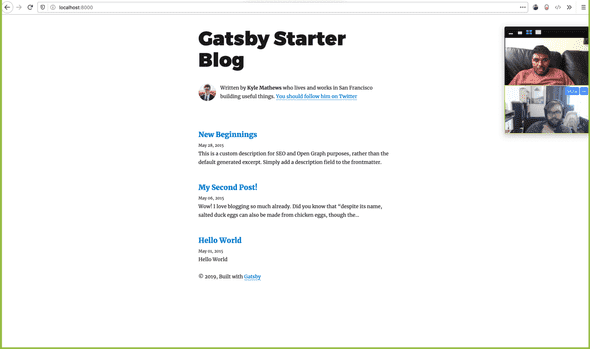 localhost:8000
Gatsby Starter
Blog
Written by Kyle Mathews who lives and works in San Francisco
building useful things. You should follow him on Twitter
New Beginnings
May 28, 2015
This is a custom description for SEO and Open Graph purposes, rather than the
default generated excerpt. Simply add a description field to the frontmatter.
My Second Post!
May 06, 2015
Wow! I love blogging so much already. Did you know that “despite its name,
salted duck eggs can also be made from chicken eggs, though the…
Hello World
May 01, 2015
Hello World
© 2019, Built with Gatsby